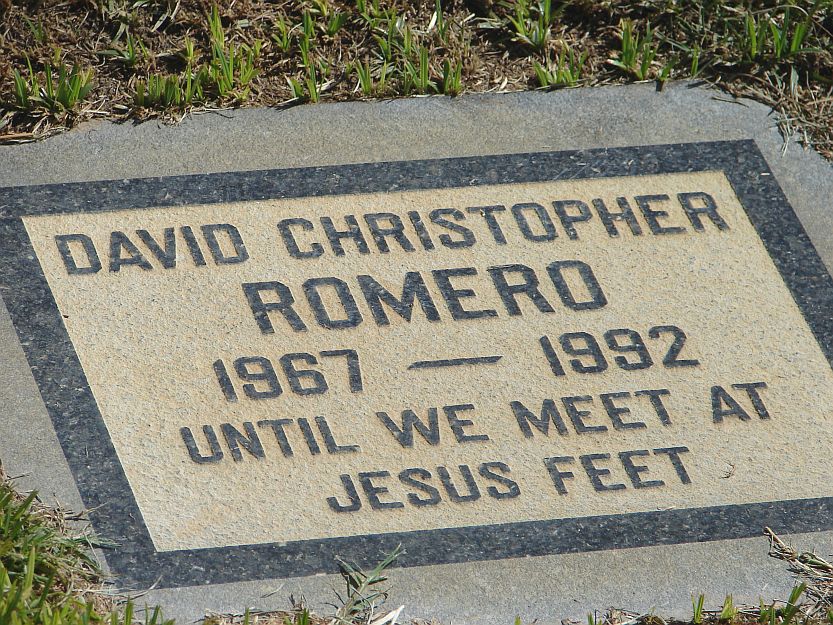 DAVID CHRISTOPHER
ROMERO
1967 — 1992
UNTIL WE MEET AT
JESUS FEET